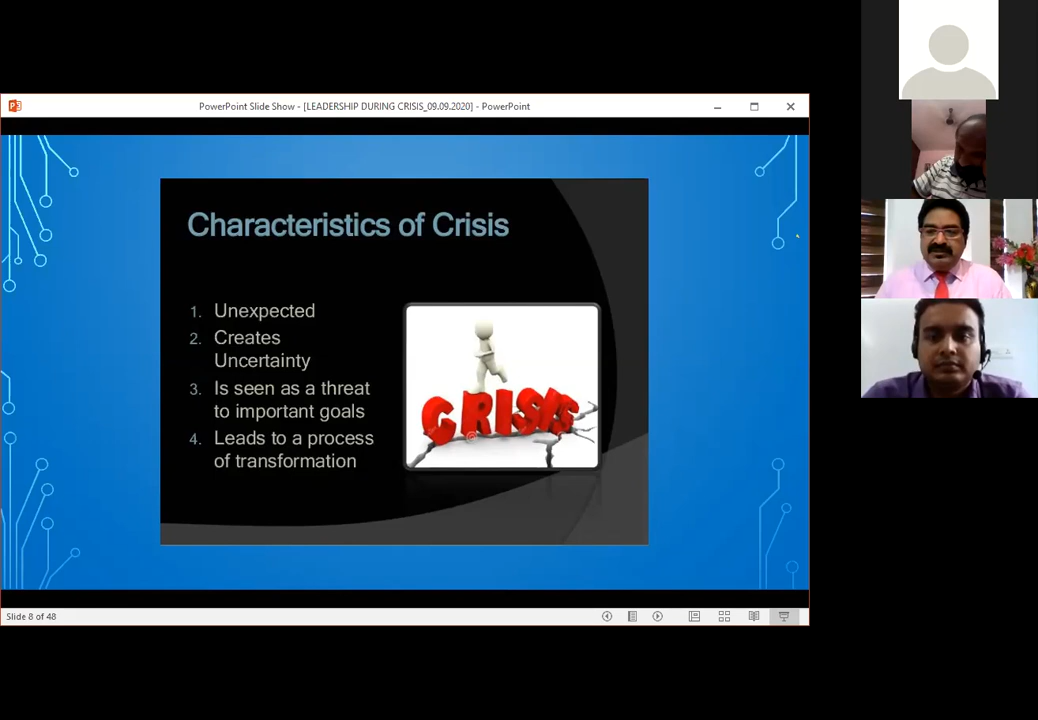 PowerPoint Slide Show - [LEADERSHIP DURING CRISIS_09.09.2020] - PowerPoint
Characteristics of Crisis
1. Unexpected
2. Creates
Uncertainty
3. Is seen as a threat
to important goals
4. Leads to a process
of transformation
CRISIS
Slide 8 of 48